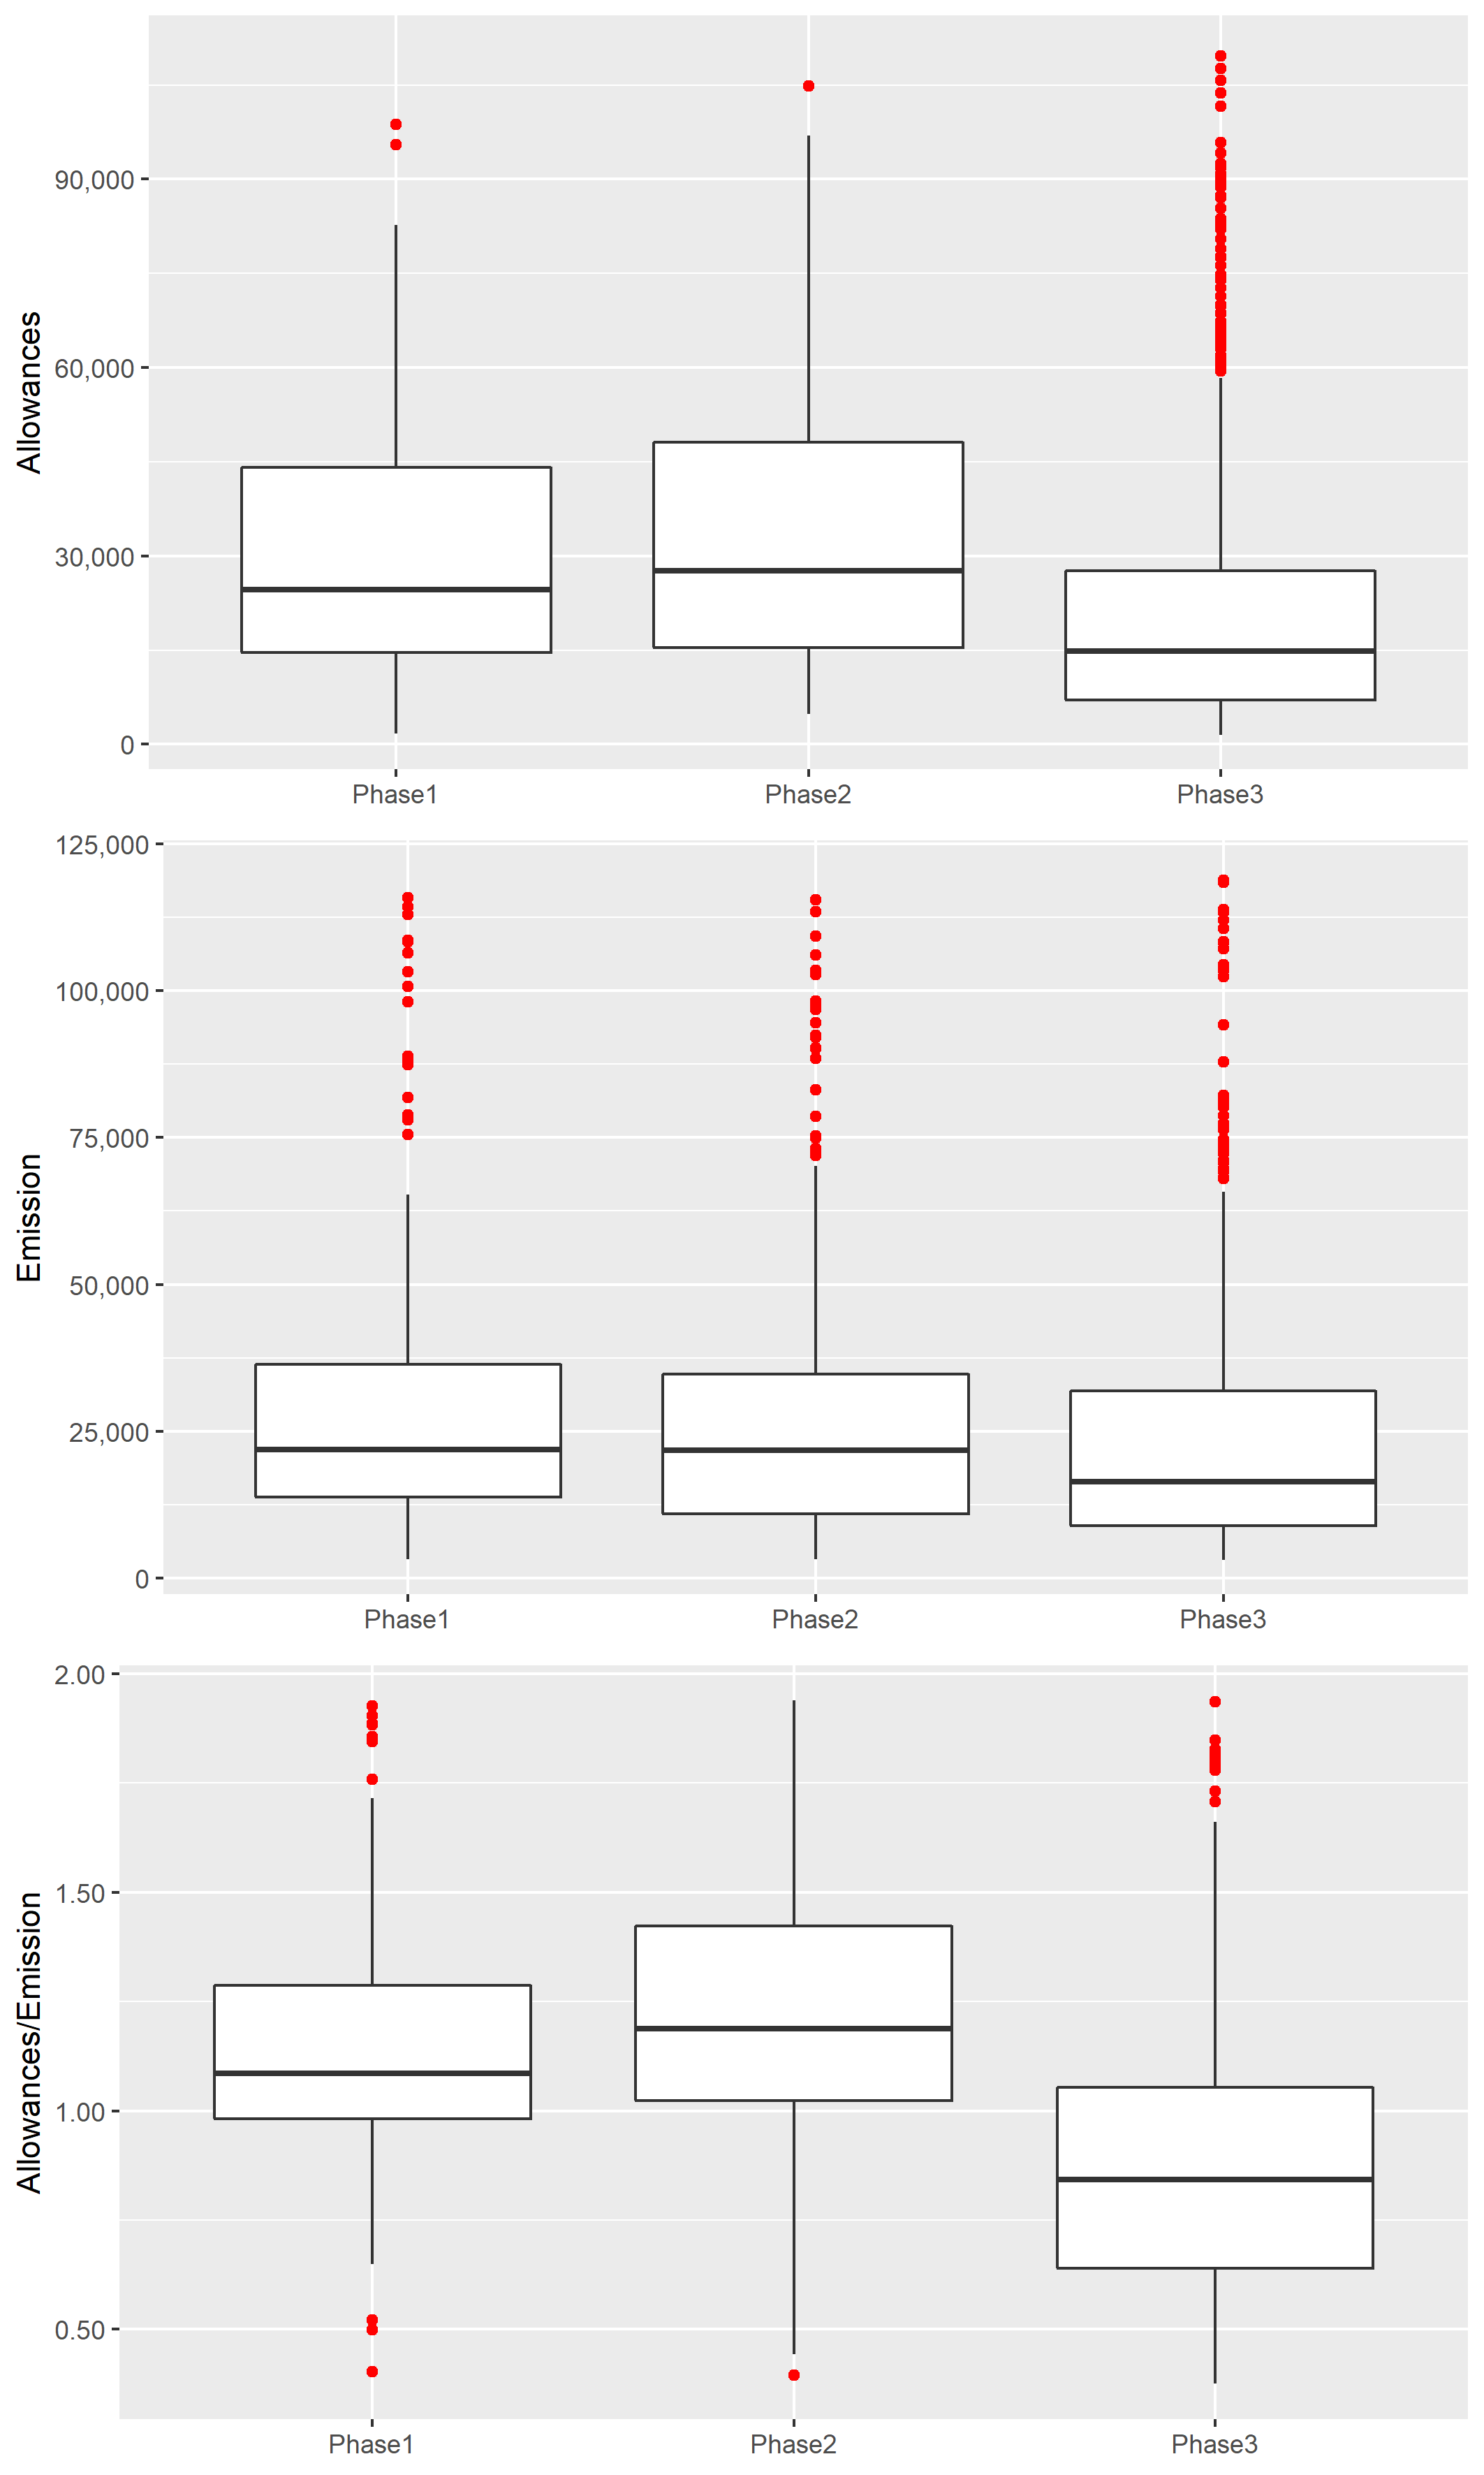 Allowances
90,000
60,000
30,000
0
Phase1 Phase2 Phase3
Emission
125,000
100,000
75,000
50,000
25,000
0
Phase1 Phase2 Phase3
Allowances/Emission
2.00
1.50
1.00
0.50
Phase1 Phase2 Phase3